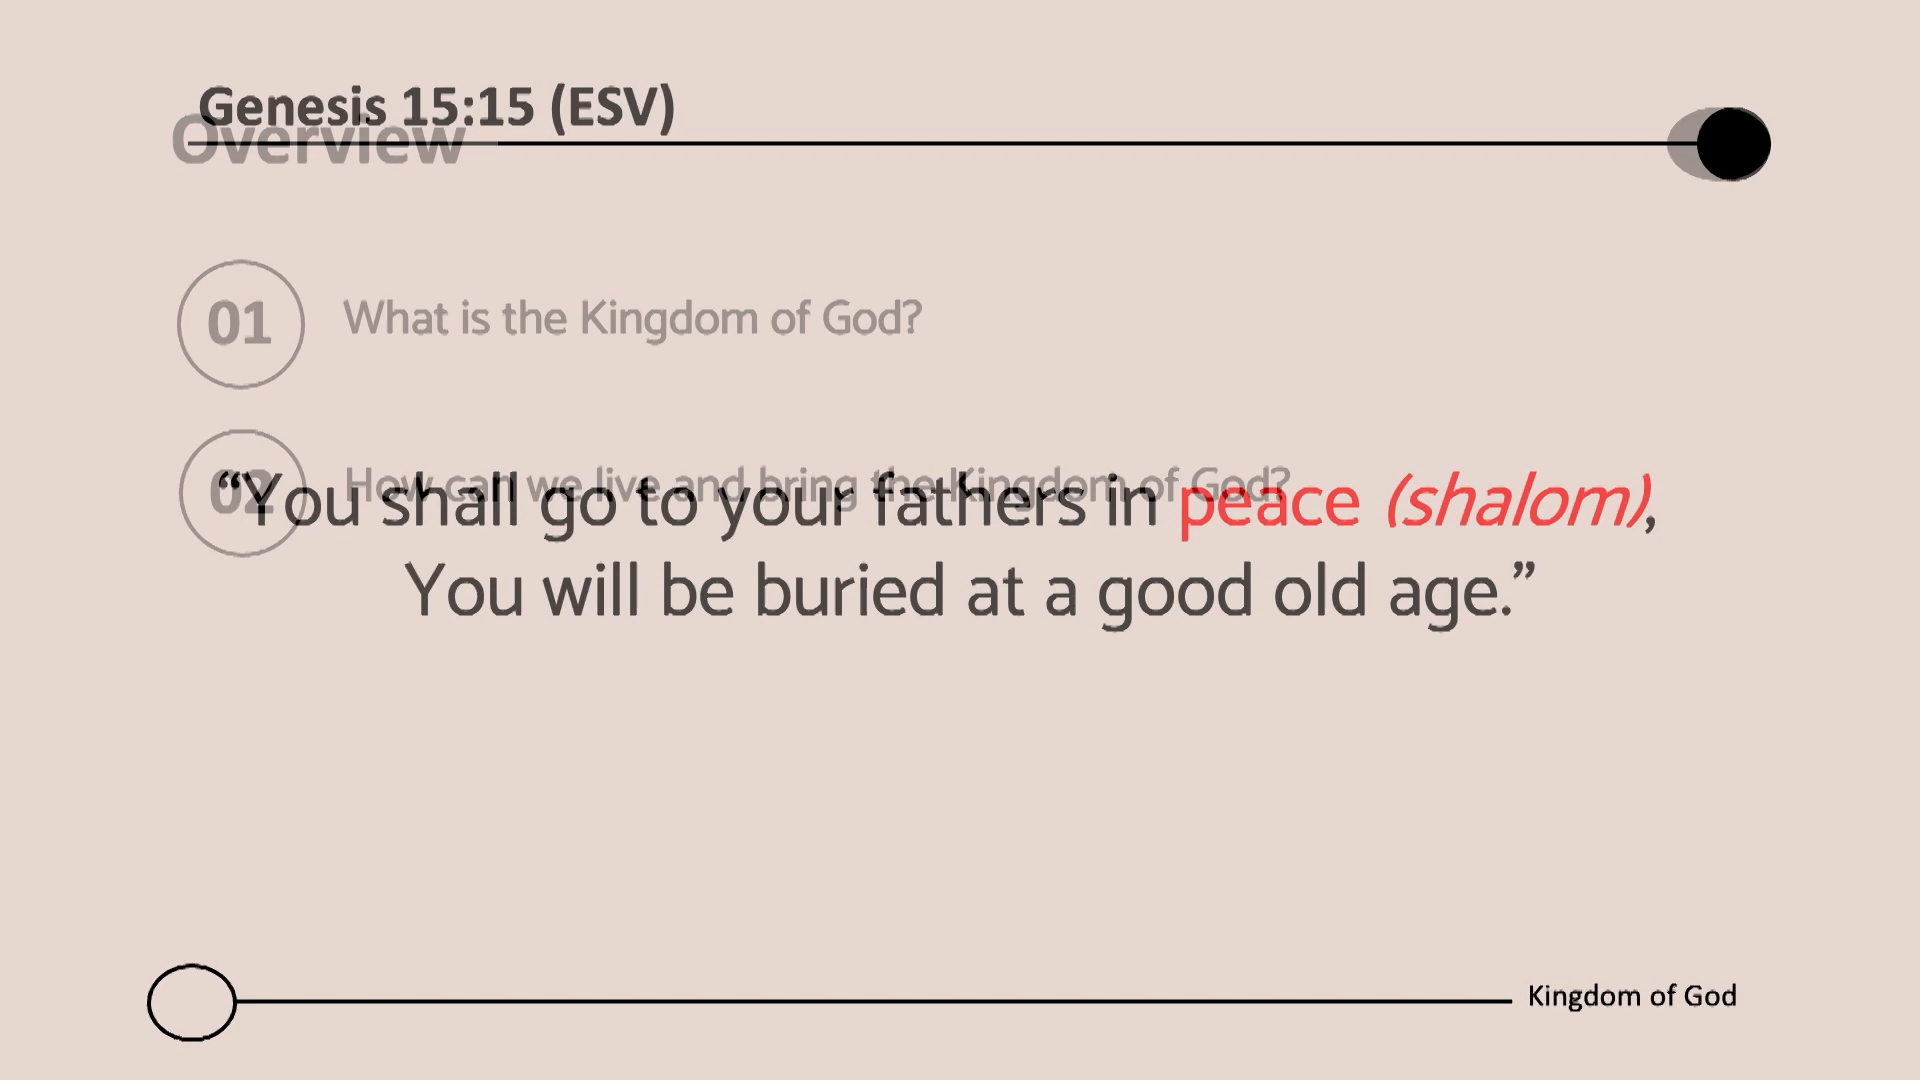 Genesis 15:15 (ESV)
Overview
01 What is the Kingdom of God?
02 How can we live and bring the Kingdom of God?
“You shall go to your fathers in peace (shalom),
You will be buried at a good old age.”
Kingdom of God